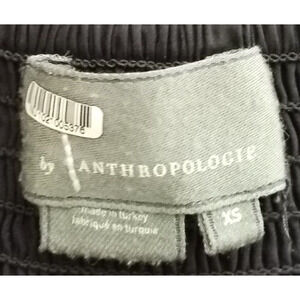 by ANTHROPOLOGIE
made in turkey
fabriqué en turquie
XS